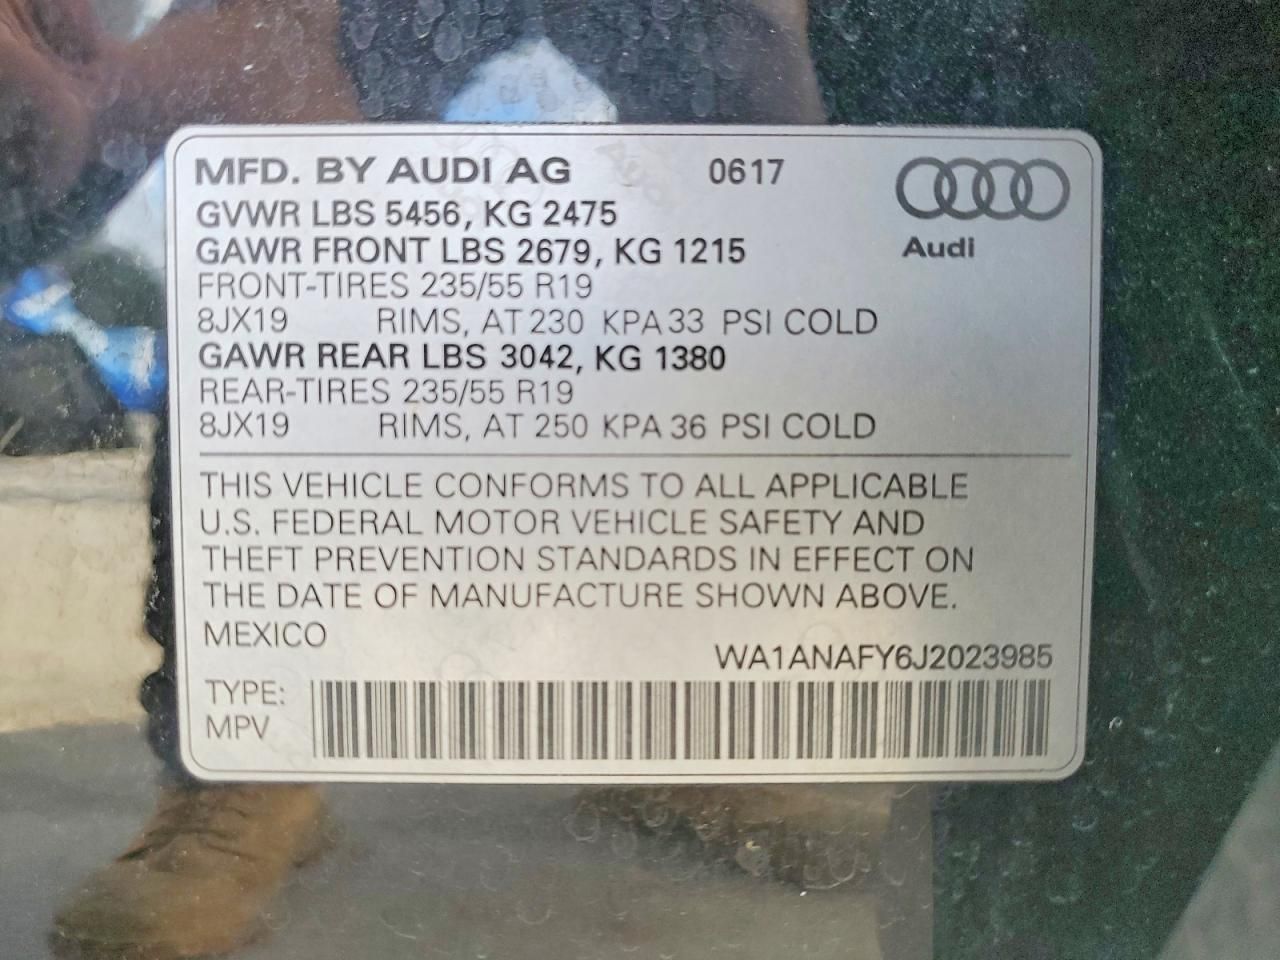 MFD. BY AUDI AG 0617
GVWR LBS 5456, KG 2475
GAWR FRONT LBS 2679, KG 1215
Audi
FRONT-TIRES 235/55 R19
8JX19 RIMS, AT 230 KPA 33 PSI COLD
GAWR REAR LBS 3042, KG 1380
REAR-TIRES 235/55 R19
8JX19 RIMS, AT 250 KPA 36 PSI COLD
THIS VEHICLE CONFORMS TO ALL APPLICABLE
U.S. FEDERAL MOTOR VEHICLE SAFETY AND
THEFT PREVENTION STANDARDS IN EFFECT ON
THE DATE OF MANUFACTURE SHOWN ABOVE.
MEXICO
WA1ANAFY6J2023985
TYPE:
MPV